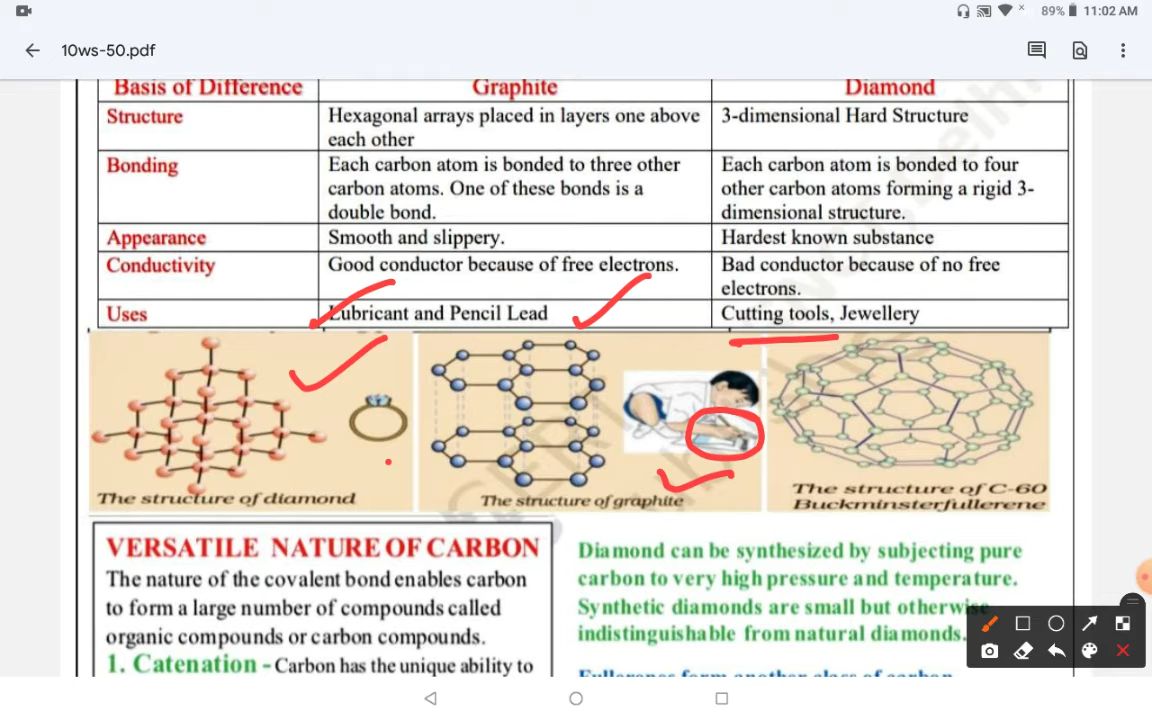 89% 11:02 AM
10ws-50.pdf
Basis of Difference Graphite Diamond
Structure Hexagonal arrays placed in layers one above 3-dimensional Hard Structure
each other
Bonding Each carbon atom is bonded to three other Each carbon atom is bonded to four
carbon atoms. One of these bonds is a other carbon atoms forming a rigid 3-
double bond. dimensional structure.
Appearance Smooth and slippery. Hardest known substance
Conductivity Good conductor because of free electrons. Bad conductor because of no free
electrons.
Uses Lubricant and Pencil Lead Cutting tools, Jewellery
The structure of diamond
The structure of graphite
The structure of C-60
Buckminsterfullerene
VERSATILE NATURE OF CARBON
The nature of the covalent bond enables carbon
to form a large number of compounds called
organic compounds or carbon compounds.
1. Catenation - Carbon has the unique ability to
Diamond can be synthesized by subjecting pure
carbon to very high pressure and temperature.
Synthetic diamonds are small but otherwise
indistinguishable from natural diamonds.
Fullerenes form another class of carbon